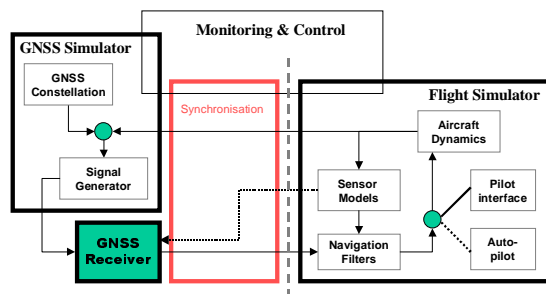 Monitoring & Control
GNSS Simulator
GNSS
Constellation
Signal
Generator
GNSS
Receiver
Synchronisation
Flight Simulator
Aircraft
Dynamics
Sensor
Models
Navigation
Filters
Pilot
interface
Auto-
pilot